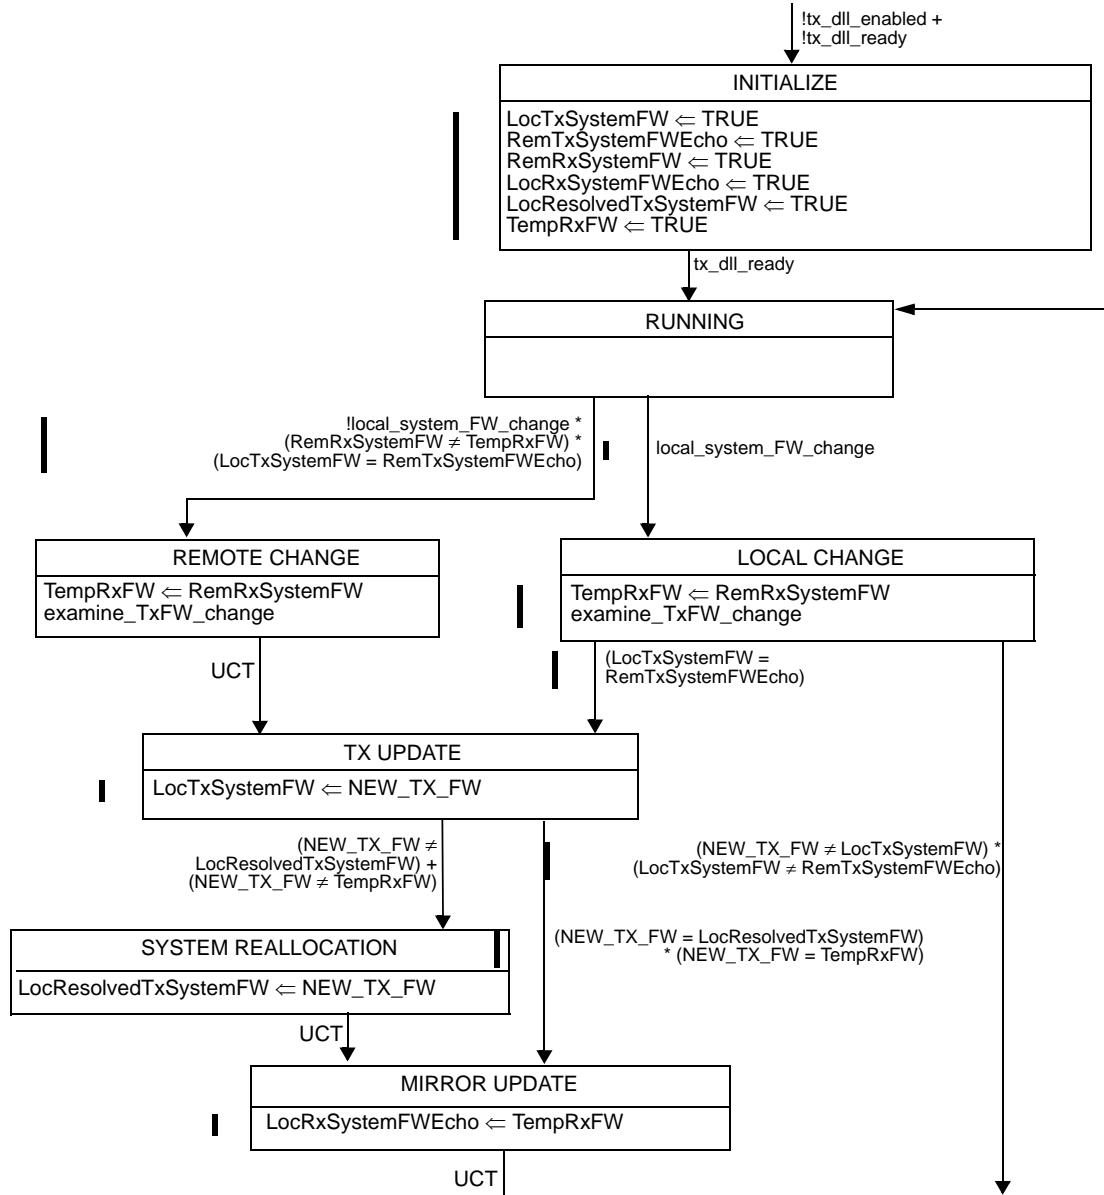 !tx_dll_enabled +
!tx_dll_ready
INITIALIZE
LocTxSystemFW ⇐ TRUE
RemTxSystemFWEcho ⇐ TRUE
RemRxSystemFW ⇐ TRUE
LocRxSystemFWEcho ⇐ TRUE
LocResolvedTxSystemFW ⇐ TRUE
TempRxFW ⇐ TRUE
tx_dll_ready
RUNNING
!local_system_FW_change *
(RemRxSystemFW ≠ TempRxFW) *
(LocTxSystemFW = RemTxSystemFWEcho)
local_system_FW_change
REMOTE CHANGE
TempRxFW ⇐ RemRxSystemFW
examine_TxFW_change
LOCAL CHANGE
TempRxFW ⇐ RemRxSystemFW
examine_TxFW_change
UCT
(LocTxSystemFW =
RemTxSystemFWEcho)
TX UPDATE
LocTxSystemFW ⇐ NEW_TX_FW
(NEW_TX_FW ≠
LocResolvedTxSystemFW) +
(NEW_TX_FW ≠ TempRxFW)
(NEW_TX_FW ≠ LocTxSystemFW) *
(LocTxSystemFW ≠ RemTxSystemFWEcho)
(NEW_TX_FW = LocResolvedTxSystemFW)
* (NEW_TX_FW = TempRxFW)
SYSTEM REALLOCATION
LocResolvedTxSystemFW ⇐ NEW_TX_FW
UCT
MIRROR UPDATE
LocRxSystemFWEcho ⇐ TempRxFW
UCT